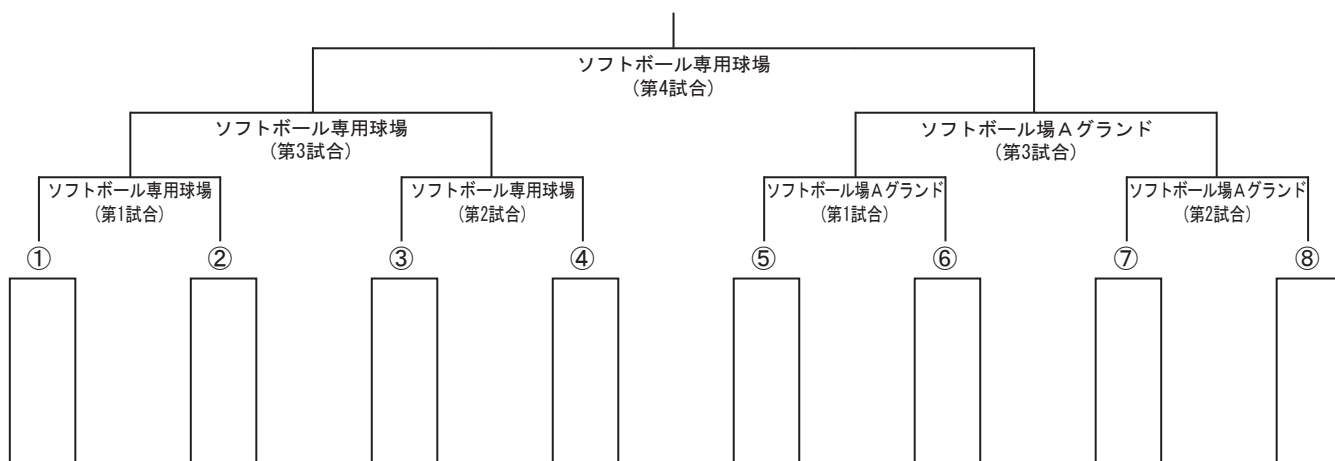 ソフトボール専用球場
(第4試合)
ソフトボール専用球場
(第3試合)
ソフトボール場Aグランド
(第3試合)
ソフトボール専用球場
(第1試合)
ソフトボール専用球場
(第2試合)
ソフトボール場Aグランド
(第1試合)
ソフトボール場Aグランド
(第2試合)
① ② ③ ④ ⑤ ⑥ ⑦ ⑧